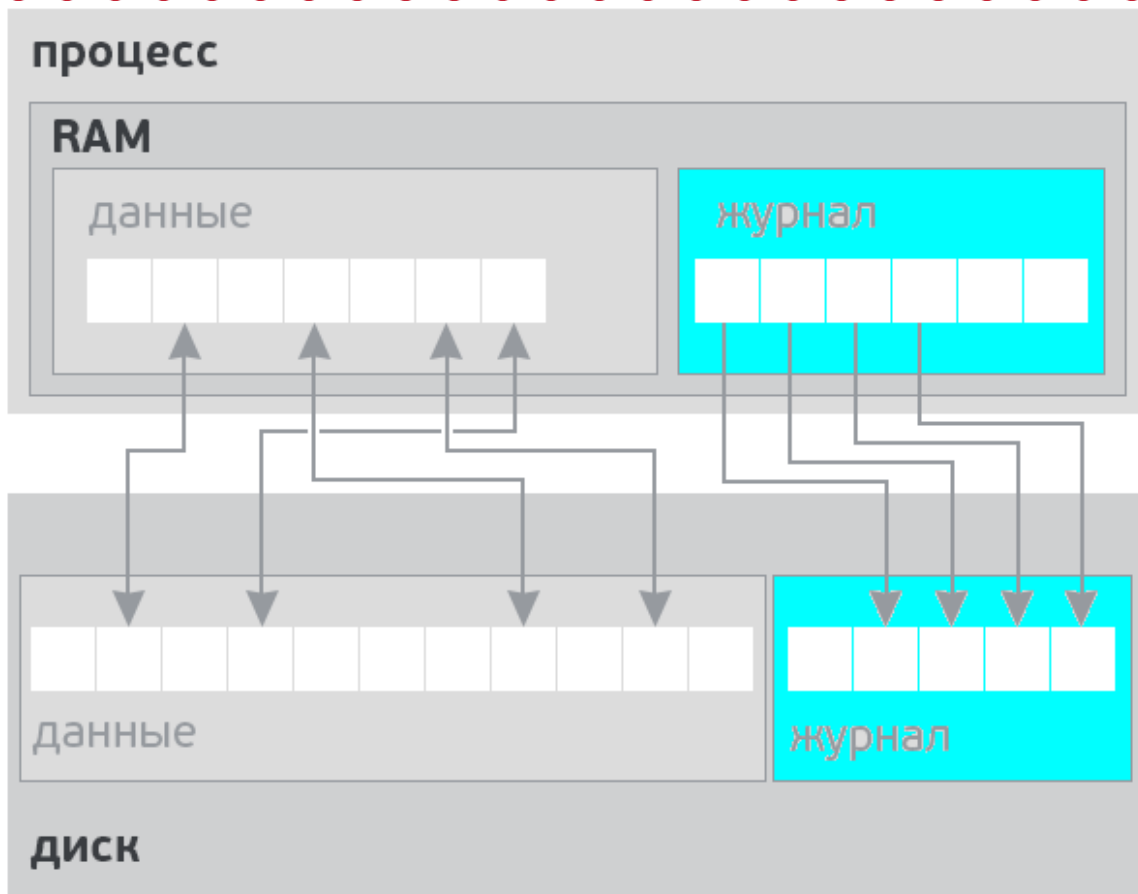 процесс
RAM
данные
журнал
данные
журнал
диск